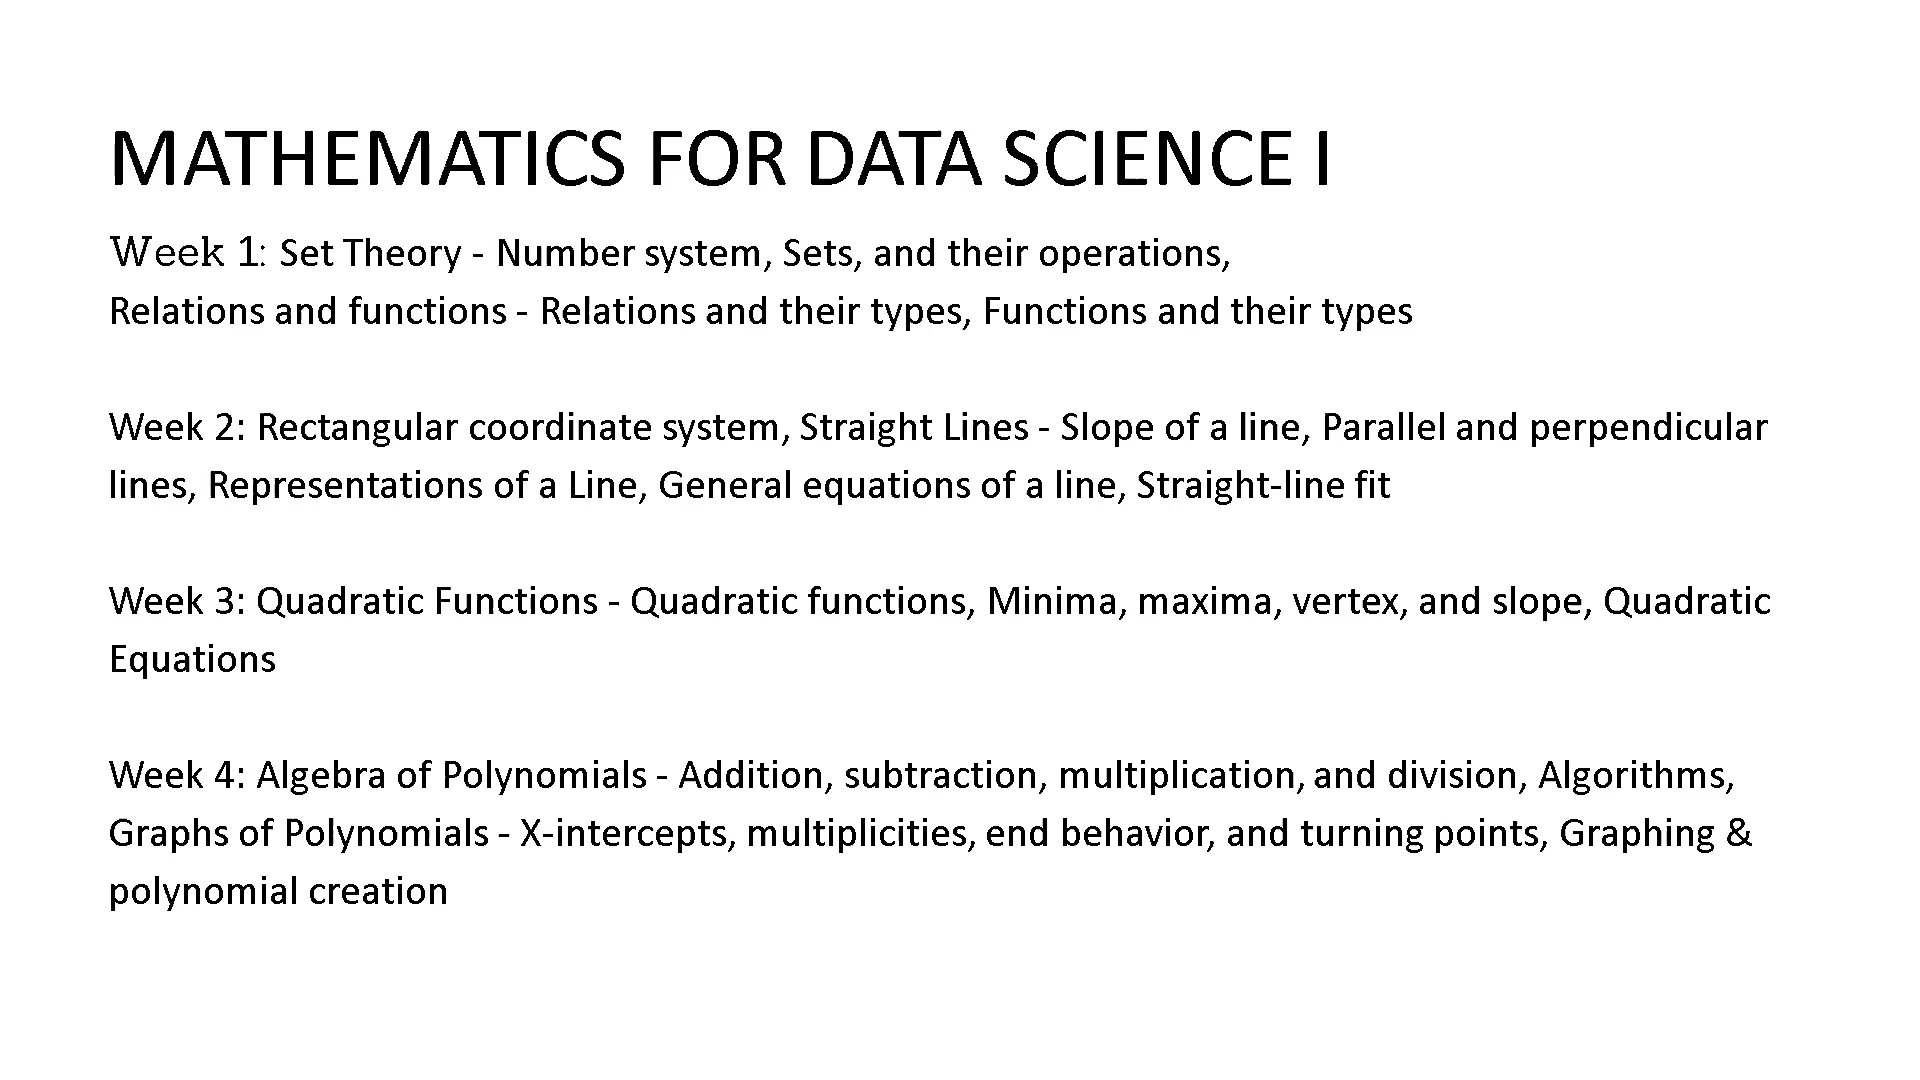 MATHEMATICS FOR DATA SCIENCE I
Week 1: Set Theory - Number system, Sets, and their operations,
Relations and functions - Relations and their types, Functions and their types
Week 2: Rectangular coordinate system, Straight Lines - Slope of a line, Parallel and perpendicular
lines, Representations of a Line, General equations of a line, Straight-line fit
Week 3: Quadratic Functions - Quadratic functions, Minima, maxima, vertex, and slope, Quadratic
Equations
Week 4: Algebra of Polynomials - Addition, subtraction, multiplication, and division, Algorithms,
Graphs of Polynomials - X-intercepts, multiplicities, end behavior, and turning points, Graphing &
polynomial creation